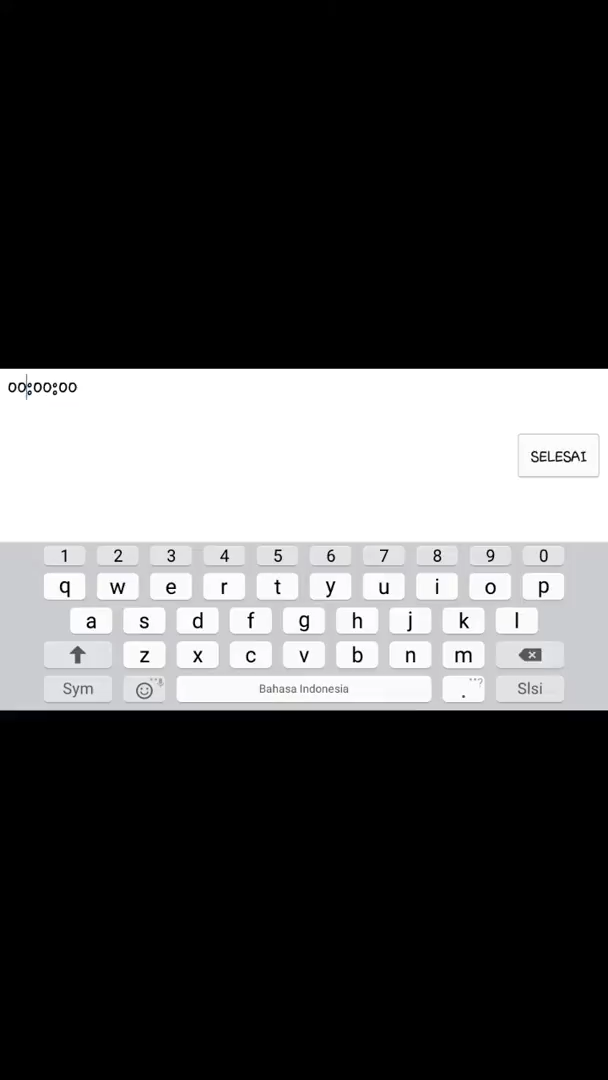 00:00:00
SELESAI
1 2 3 4 5 6 7 8 9 0
q w e r t y u i o p
a s d f g h j k l
z x c v b n m
Sym Bahasa Indonesia . ? Slsi